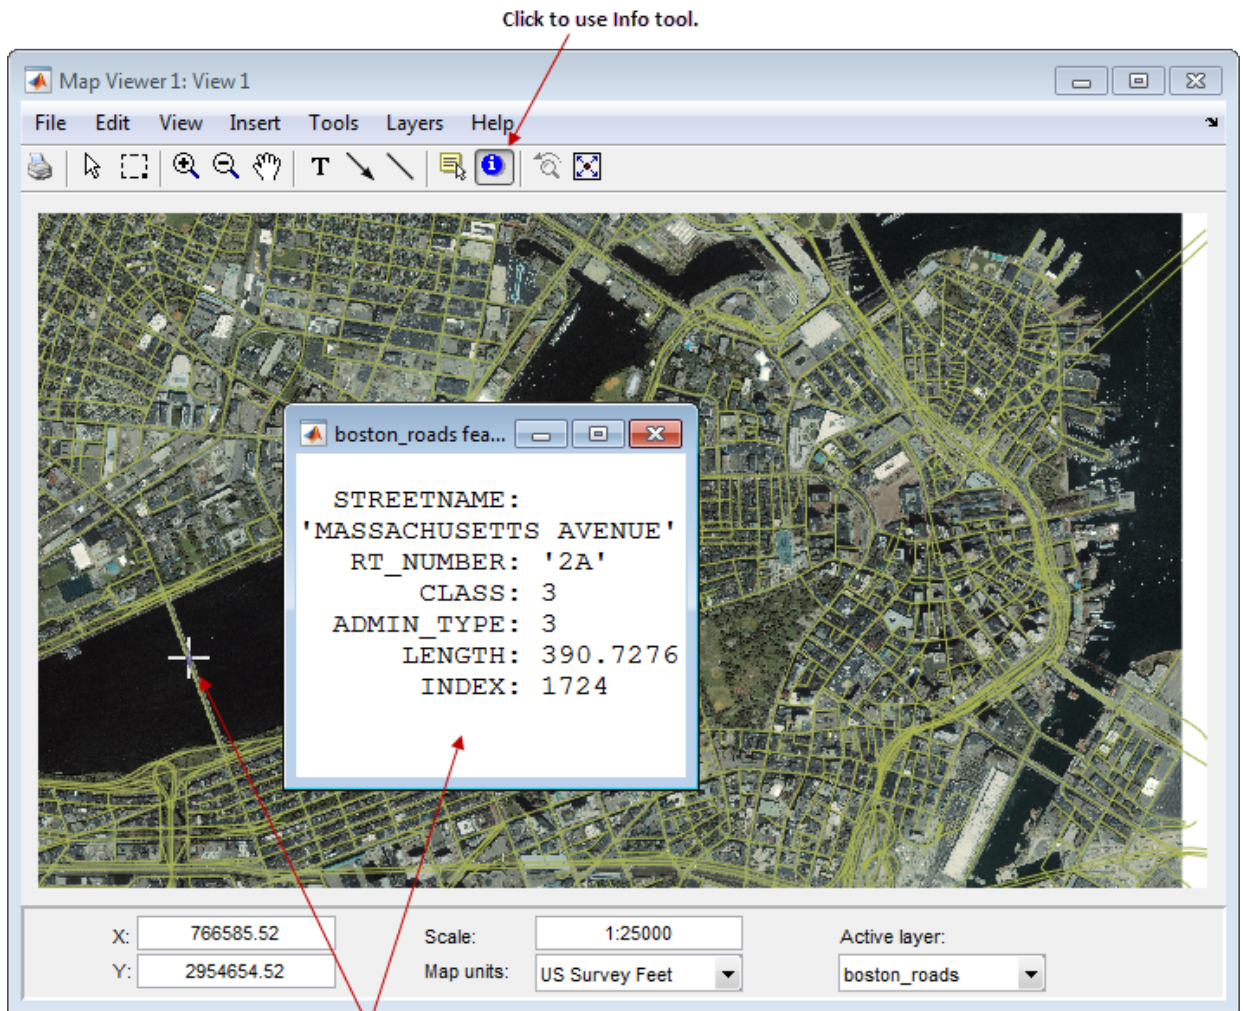 Click to use Info tool.
Map Viewer 1: View 1
File Edit View Insert Tools Layers Help
T i
boston_roads fea...
STREETNAME:
'MASSACHUSETTS AVENUE'
RT_NUMBER: '2A'
CLASS: 3
ADMIN_TYPE: 3
LENGTH: 390.7276
INDEX: 1724
X: 766585.52 Scale: 1:25000 Active layer:
Y: 2954654.52 Map units: US Survey Feet boston_roads